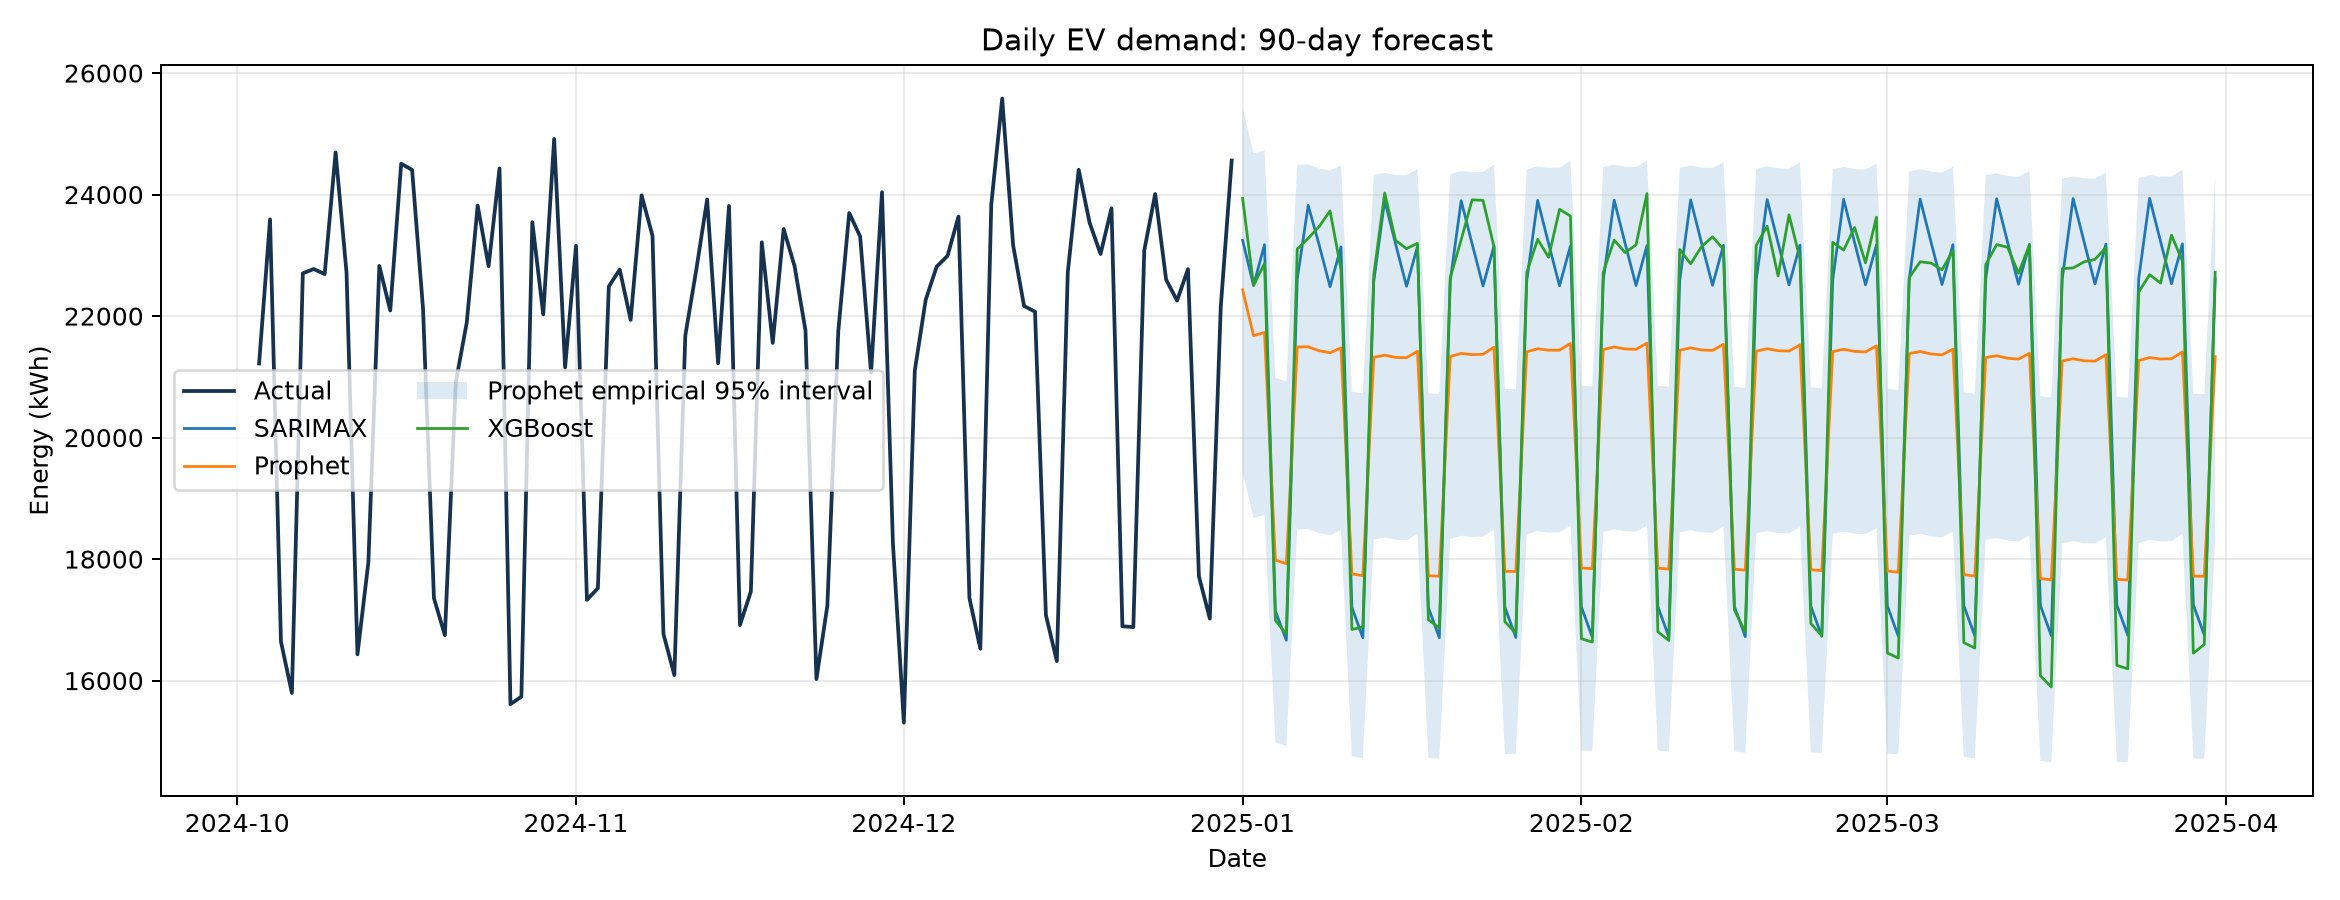 Daily EV demand: 90-day forecast
Energy (kWh)
26000
24000
22000
20000
18000
16000
Actual
SARIMAX
Prophet
Prophet empirical 95% interval
XGBoost
2024-10
2024-11
2024-12
2025-01
2025-02
2025-03
2025-04
Date